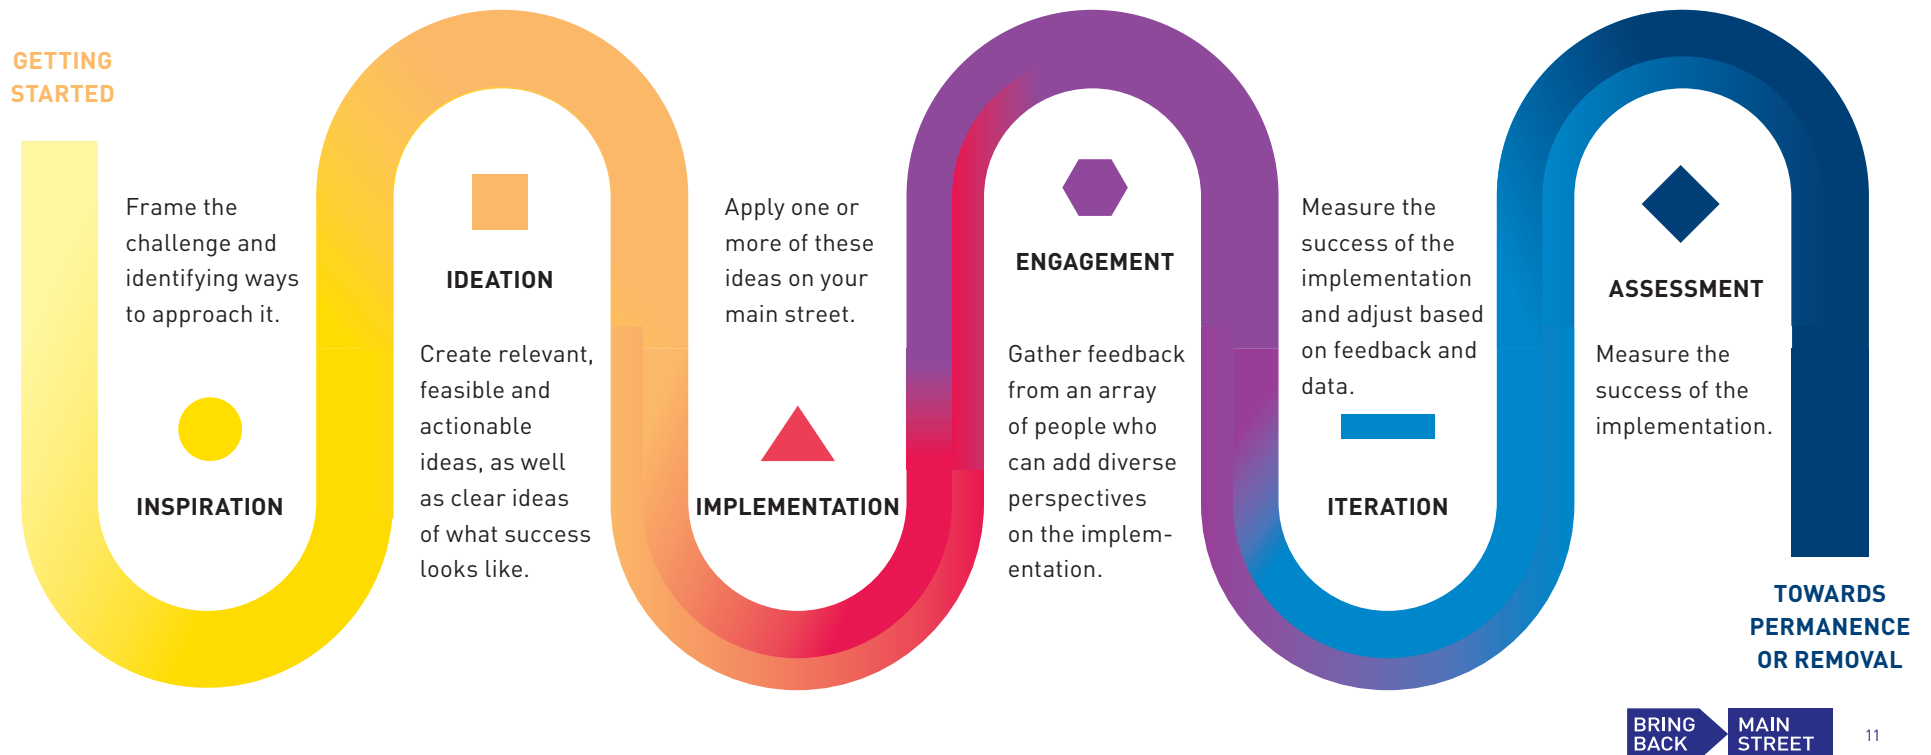 GETTING
STARTED
Frame the
challenge and
identifying ways
to approach it.
INSPIRATION
IDEATION
Create relevant,
feasible and
actionable
ideas, as well
as clear ideas
of what success
looks like.
Apply one or
more of these
ideas on your
main street.
IMPLEMENTATION
ENGAGEMENT
Gather feedback
from an array
of people who
can add diverse
perspectives
on the implem-
entation.
Measure the
success of the
implementation
and adjust based
on feedback and
data.
ITERATION
ASSESSMENT
Measure the
success of the
implementation.
TOWARDS
PERMANENCE
OR REMOVAL
BRING
BACK
MAIN
STREET
11